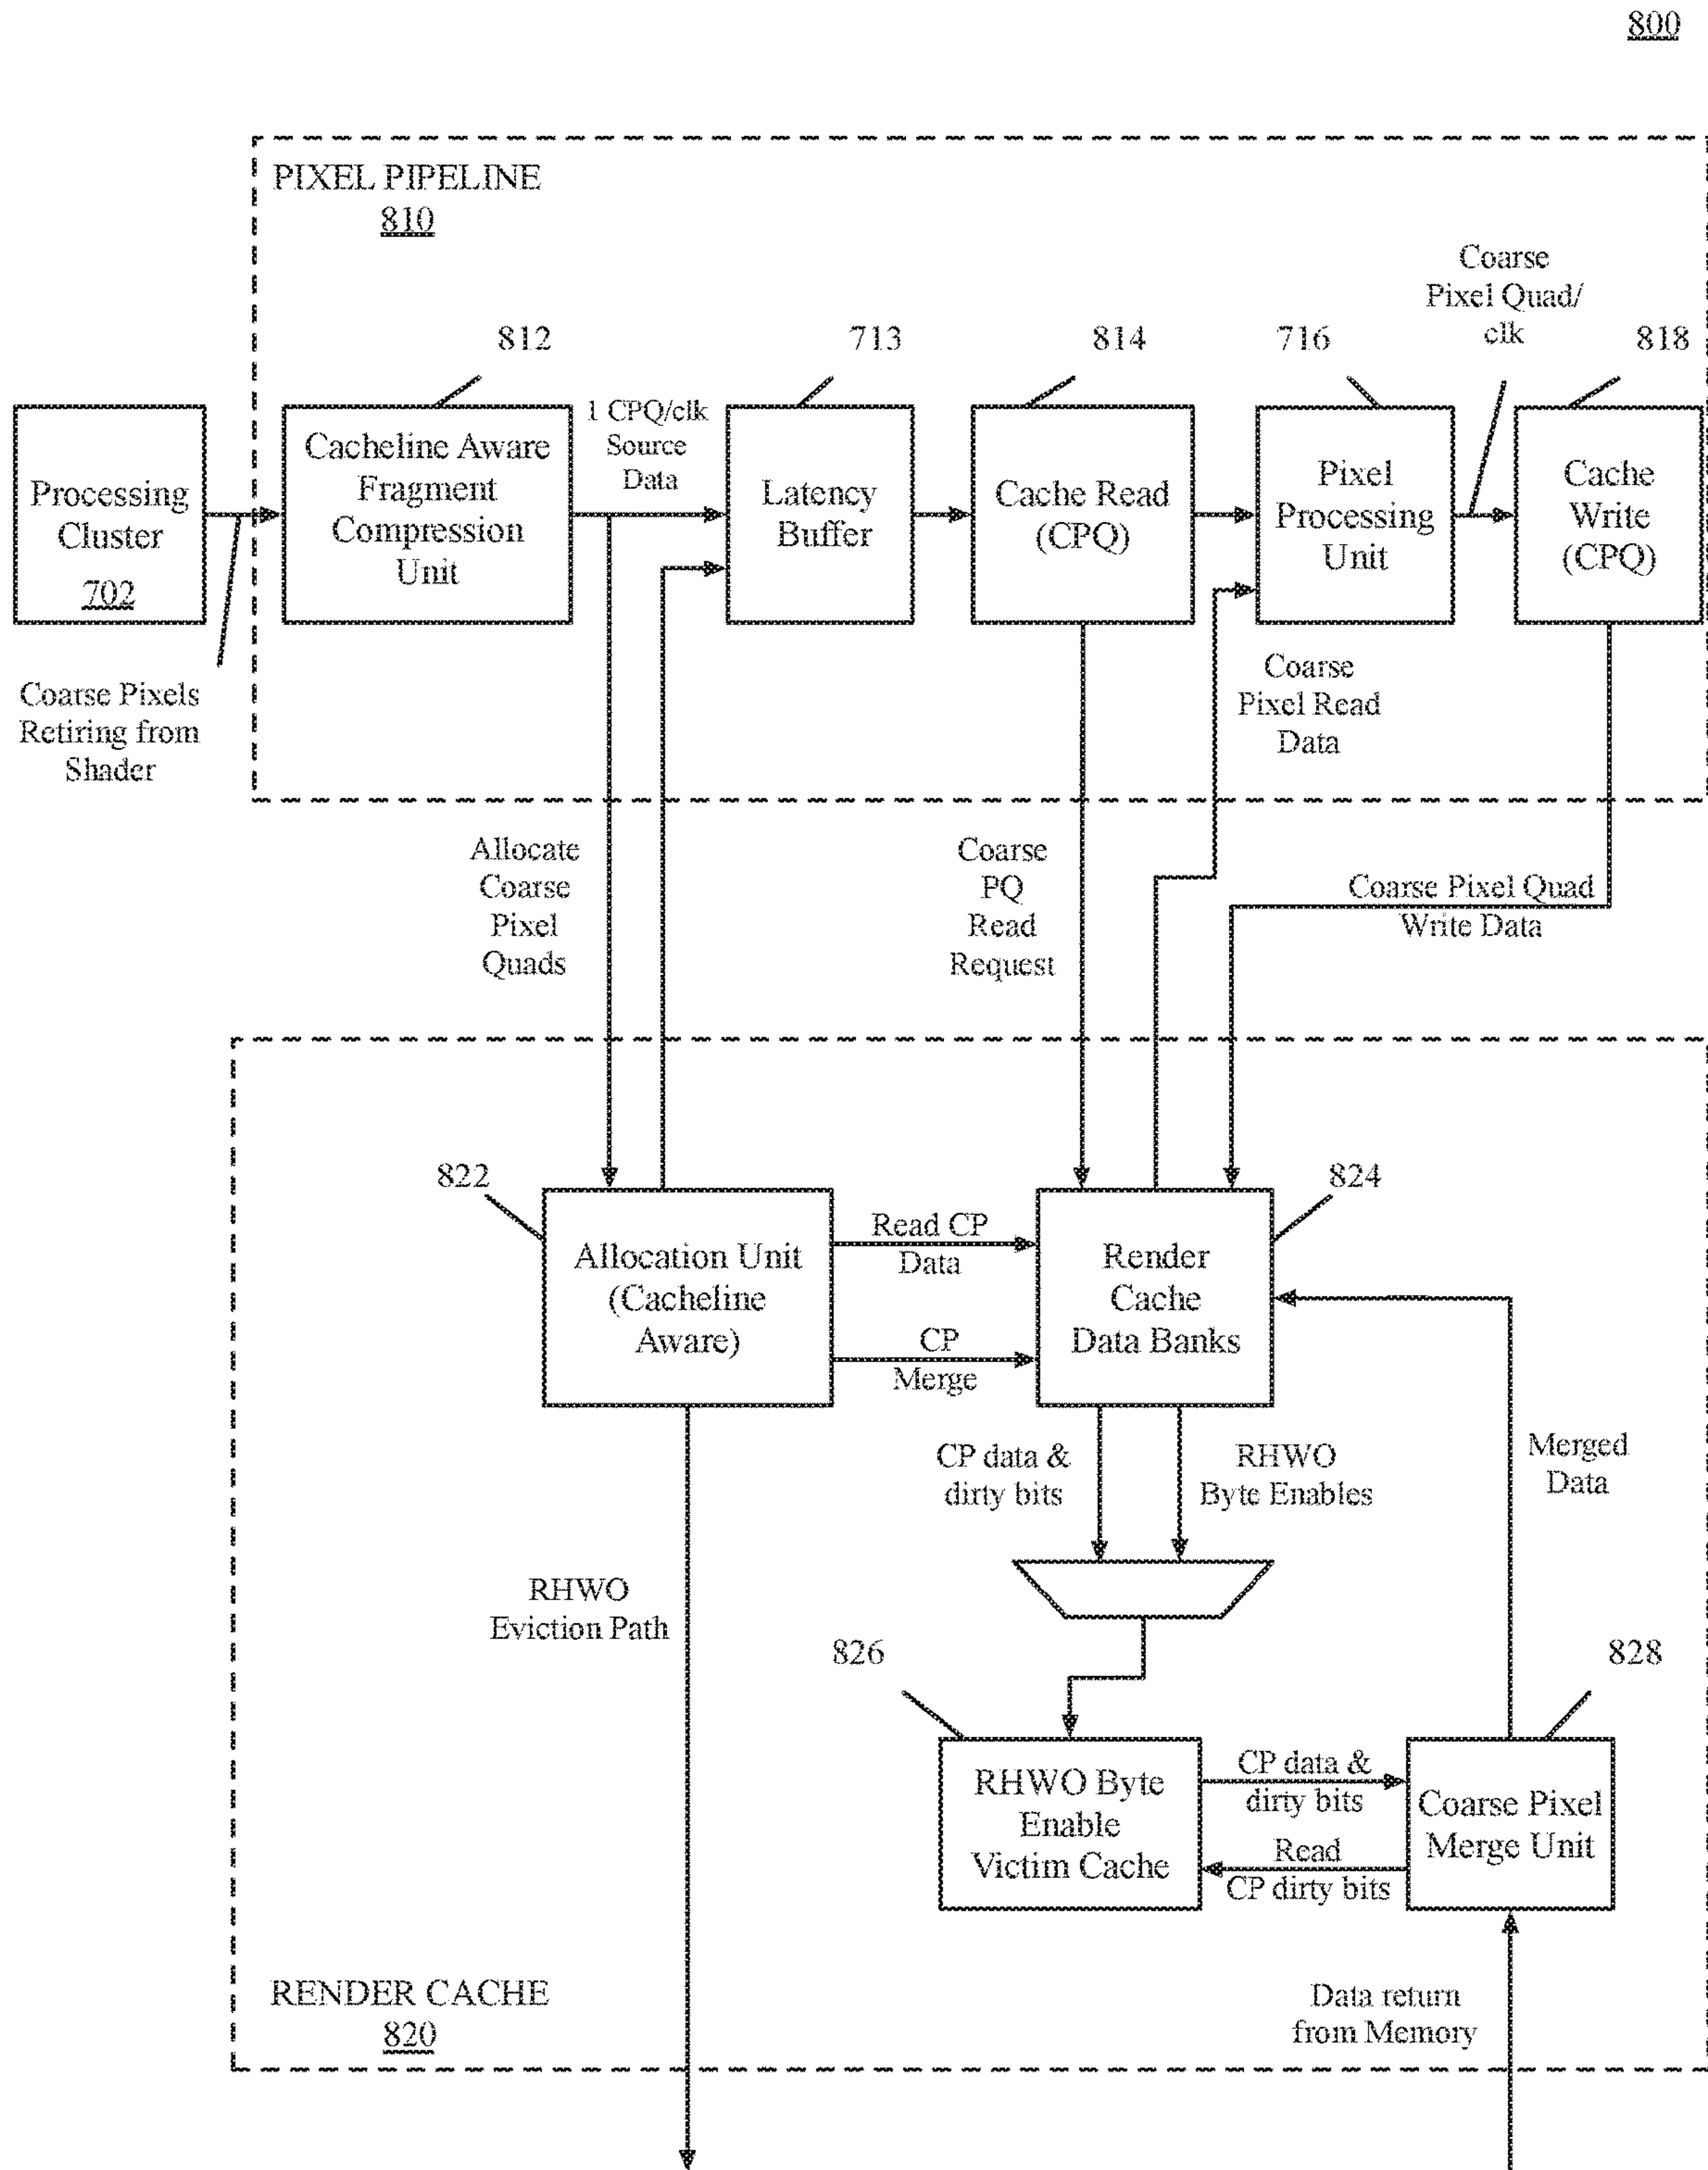 800
PIXEL PIPELINE
810
Coarse
Pixel Quad/
clk
812
713
814
716
818
Processing
Cluster
702
Cacheline Aware
Fragment
Compression
Unit
1 CPQ/clk
Source
Data
Latency
Buffer
Cache Read
(CPQ)
Pixel
Processing
Unit
Cache
Write
(CPQ)
Coarse Pixels
Retiring from
Shader
Coarse
Pixel Read
Data
Allocate
Coarse
Pixel
Quads
Coarse
PQ
Read
Request
Coarse Pixel Quad
Write Data
822
824
Allocation Unit
(Cacheline
Aware)
Read CP
Data
CP
Merge
Render
Cache
Data Banks
CP data &
dirty bits
RHWO
Byte Enables
Merged
Data
RHWO
Eviction Path
826
828
RHWO Byte
Enable
Victim Cache
CP data &
dirty bits
Read
CP dirty bits
Coarse Pixel
Merge Unit
RENDER CACHE
820
Data return
from Memory